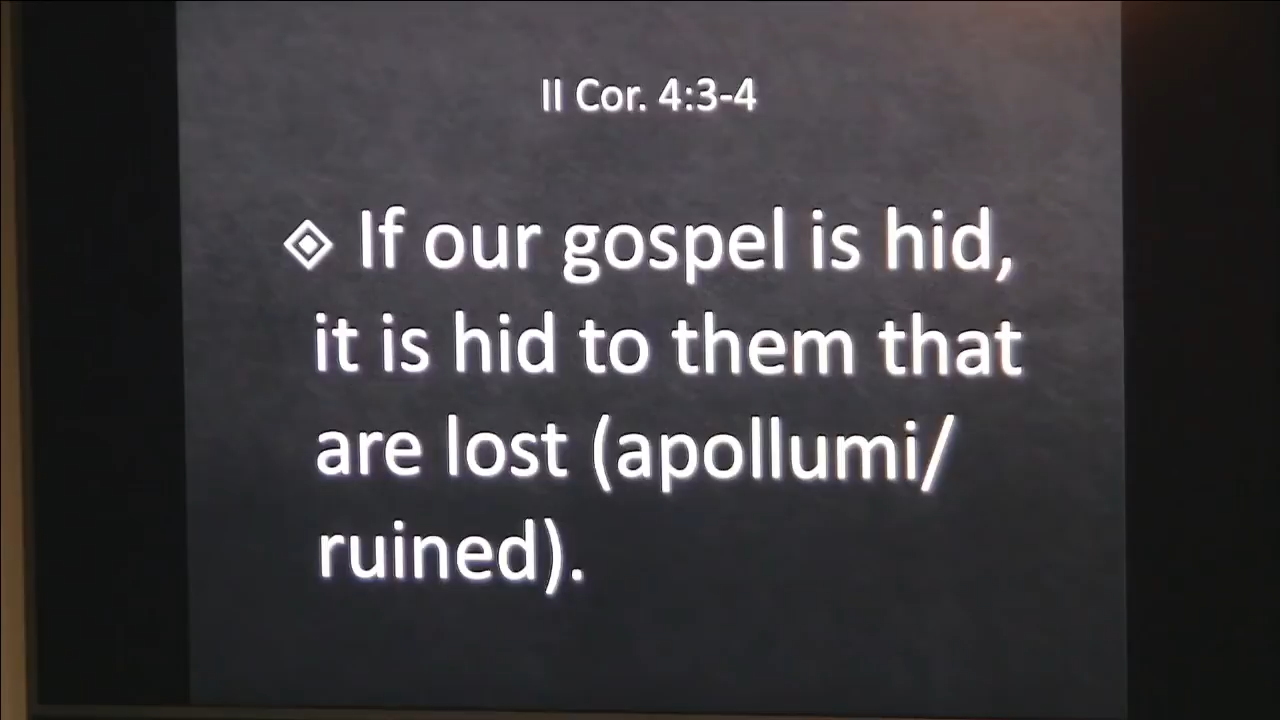 II Cor. 4:3-4
If our gospel is hid,
it is hid to them that
are lost (apollumi/
ruined).